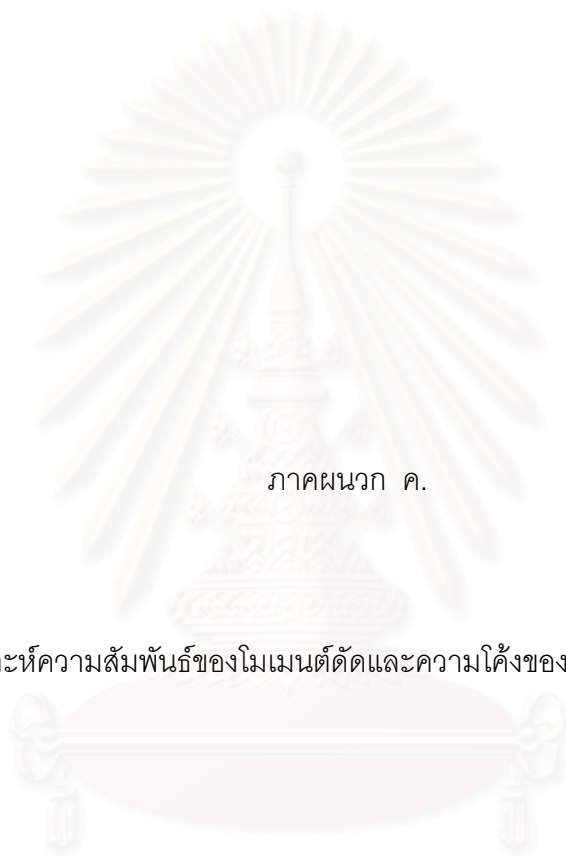 ภาคผนวก ค.
ะห์ความสัมพันธ์ของโมเมนต์ดัดและความโค้งของ